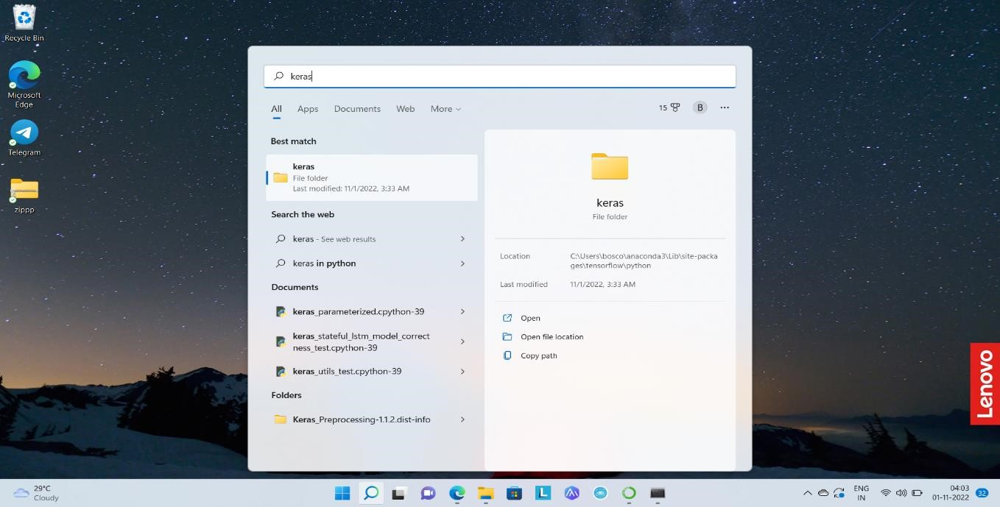 Recycle Bin
Microsoft
Edge
Telegram
zippp
keras
All Apps Documents Web More
15 B ...
Best match
keras
File folder
Last modified: 11/1/2022, 3:33 AM
Search the web
keras - See web results
keras in python
Documents
keras_parameterized.cpython-39
keras_stateful_lstm_model_correct
ness_test.cpython-39
keras_utils_test.cpython-39
Folders
Keras_Preprocessing-1.1.2.dist-info
keras
File folder
Location C:\Users\bosco\anaconda3\Lib\site-packa
ges\tensorflow\python
Last modified 11/1/2022, 3:33 AM
Open
Open file location
Copy path
Lenovo
29°C
Cloudy
L
ENG
IN
04:03
01-11-2022
32